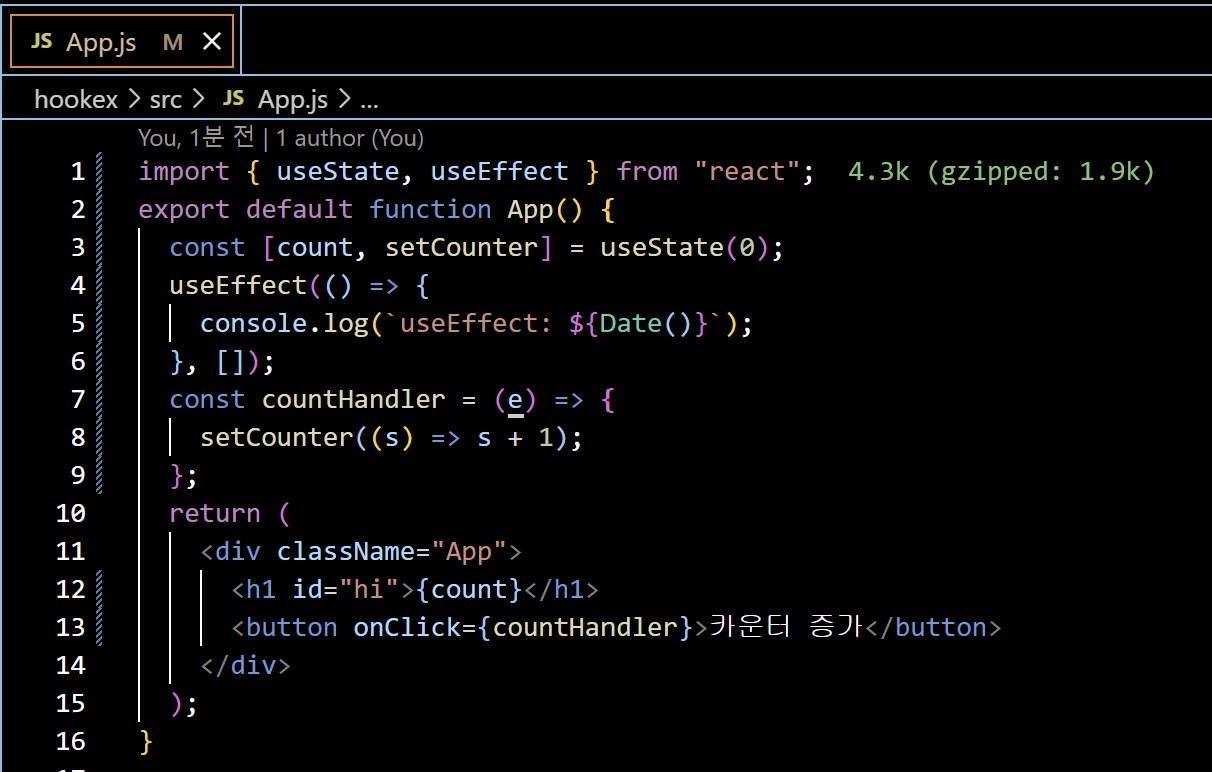 JS App.js M ✕
hookex > src > JS App.js > ...
You, 1분 전 | 1 author (You)
1 import { useState, useEffect } from "react"; 4.3k (gzipped: 1.9k)
2 export default function App() {
3   const [count, setCounter] = useState(0);
4   useEffect(() => {
5     console.log(`useEffect: ${Date()}`);
6   }, []);
7   const countHandler = (e) => {
8     setCounter((s) => s + 1);
9   };
10   return (
11     <div className="App">
12       <h1 id="hi">{count}</h1>
13       <button onClick={countHandler}>카운터 증가</button>
14     </div>
15   );
16 }